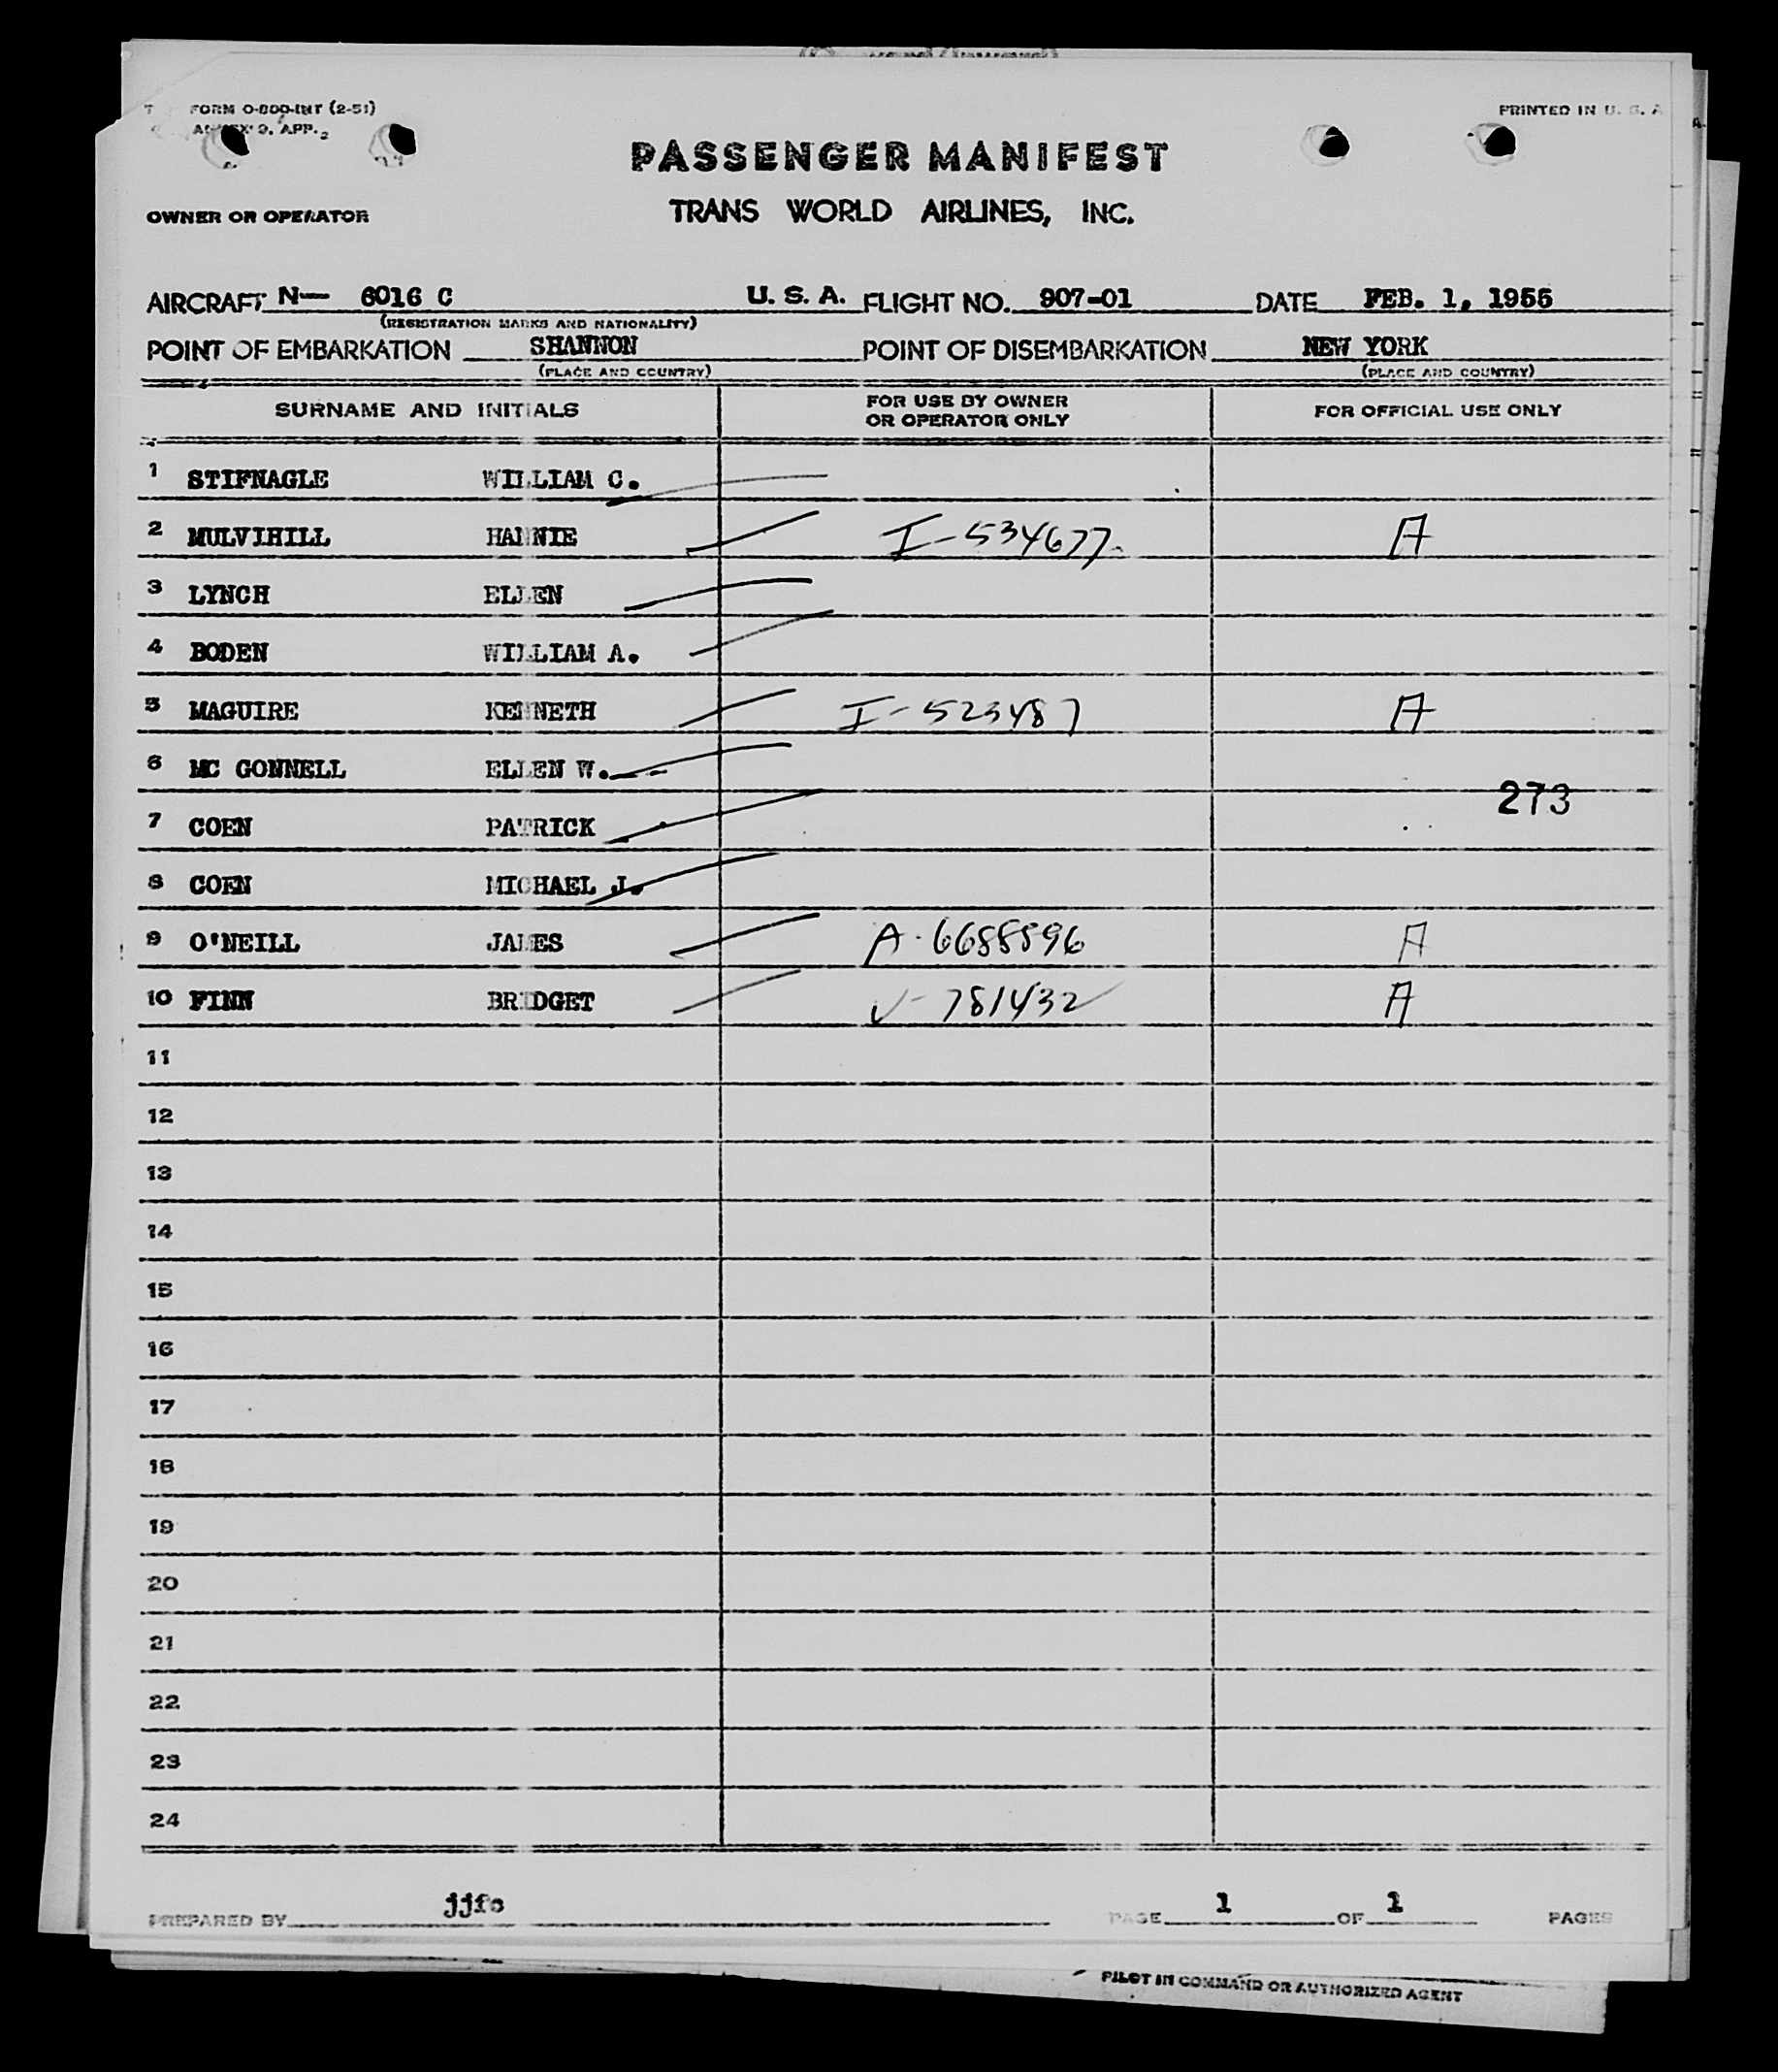 FORM O-800-INT (2-51)
PRINTED IN U. S. A
ANNEX 9, APP. 2
PASSENGER MANIFEST
OWNER OR OPERATOR TRANS WORLD AIRLINES, INC.
AIRCRAFT N— 6016 C U. S. A. FLIGHT NO. 907-01 DATE FEB. 1, 1955
(REGISTRATION MARKS AND NATIONALITY)
POINT OF EMBARKATION SHANNON POINT OF DISEMBARKATION NEW YORK
(PLACE AND COUNTRY) (PLACE AND COUNTRY)
SURNAME AND INITIALS FOR USE BY OWNER OR OPERATOR ONLY FOR OFFICIAL USE ONLY
1 STIFNAGLE WILLIAM C.
2 MULVIHILL HANNIE I-534677 A
3 LYNCH ELLEN
4 BODEN WILLIAM A.
5 MAGUIRE KENNETH I-523487 A
6 MC GONNELL ELLEN W.
273
7 COEN PATRICK
8 COEN MICHAEL J.
9 O'NEILL JAMES A-6688896 A
10 FINN BRIDGET V-781432 A
11
12
13
14
15
16
17
18
19
20
21
22
23
24
PREPARED BY jjfc PAGE 1 OF 1 PAGES
PILOT IN COMMAND OR AUTHORIZED AGENT